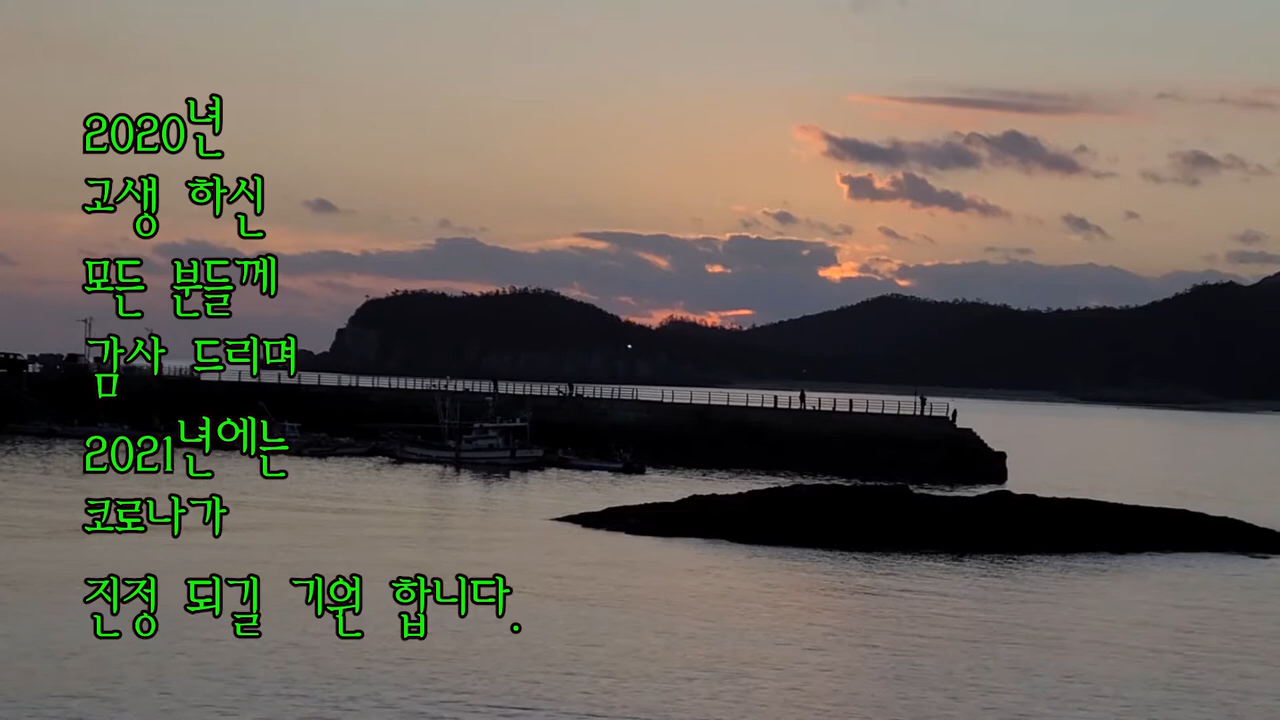 2020년
고생 하신
모든 분들께
감사 드리며
2021년에는
코로나가
진정 되길 기원 합니다.